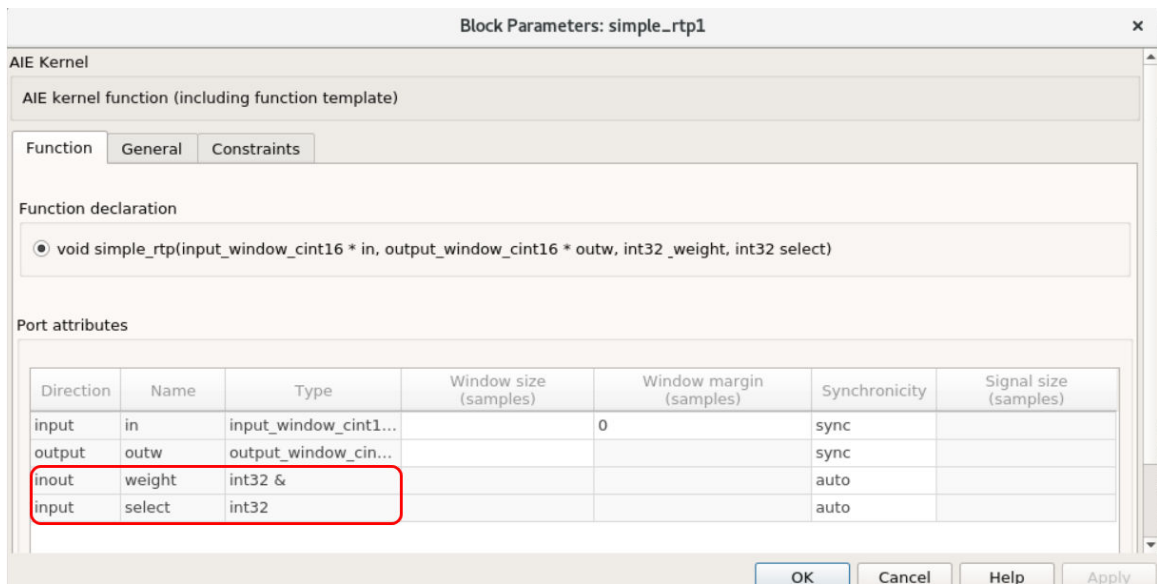 Block Parameters: simple_rtp1 ×
AIE Kernel
AIE kernel function (including function template)
Function General Constraints
Function declaration
void simple_rtp(input_window_cint16 * in, output_window_cint16 * outw, int32 _weight, int32 select)
Port attributes
Direction Name Type Window size (samples) Window margin (samples) Synchronicity Signal size (samples)
input in input_window_cint1... 0 sync
output outw output_window_cin... sync
inout weight int32 & auto
input select int32 auto
OK Cancel Help Apply